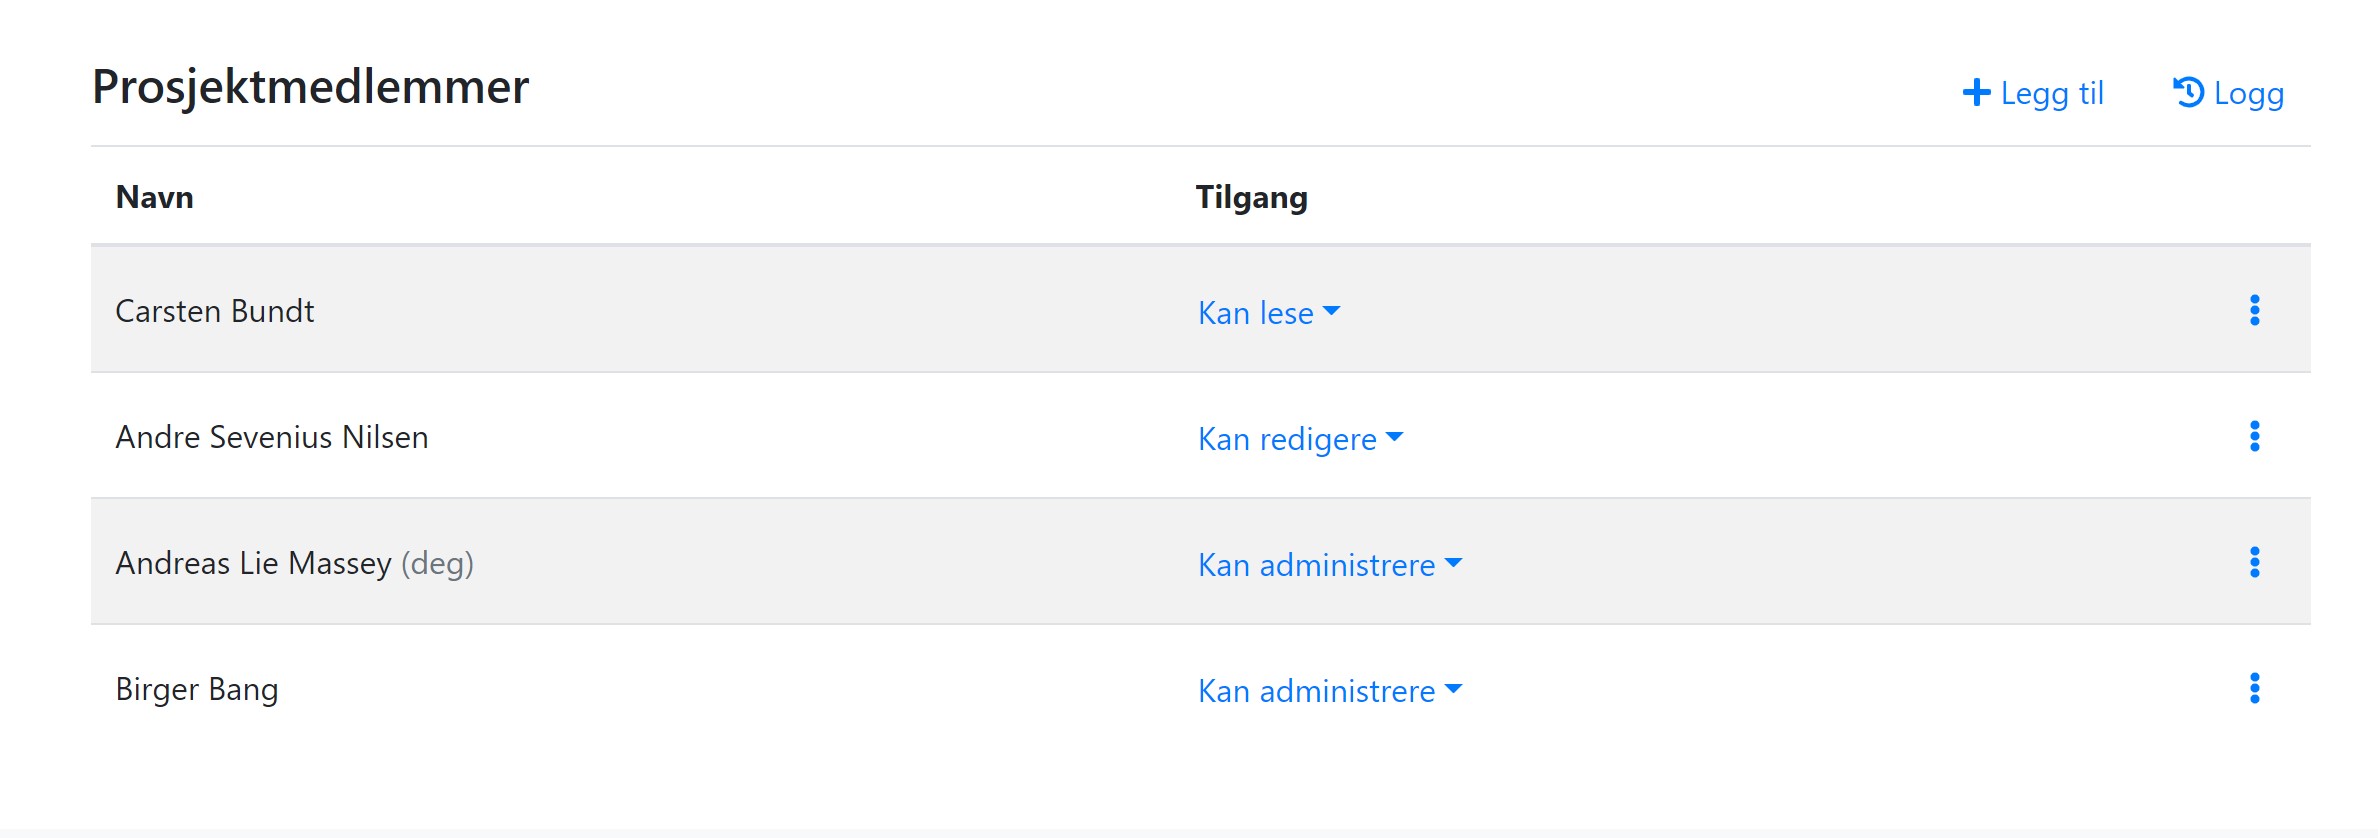 Prosjektmedlemmer
Legg til
Logg
Navn Tilgang
Carsten Bundt Kan lese
Andre Sevenius Nilsen Kan redigere
Andreas Lie Massey (deg) Kan administrere
Birger Bang Kan administrere